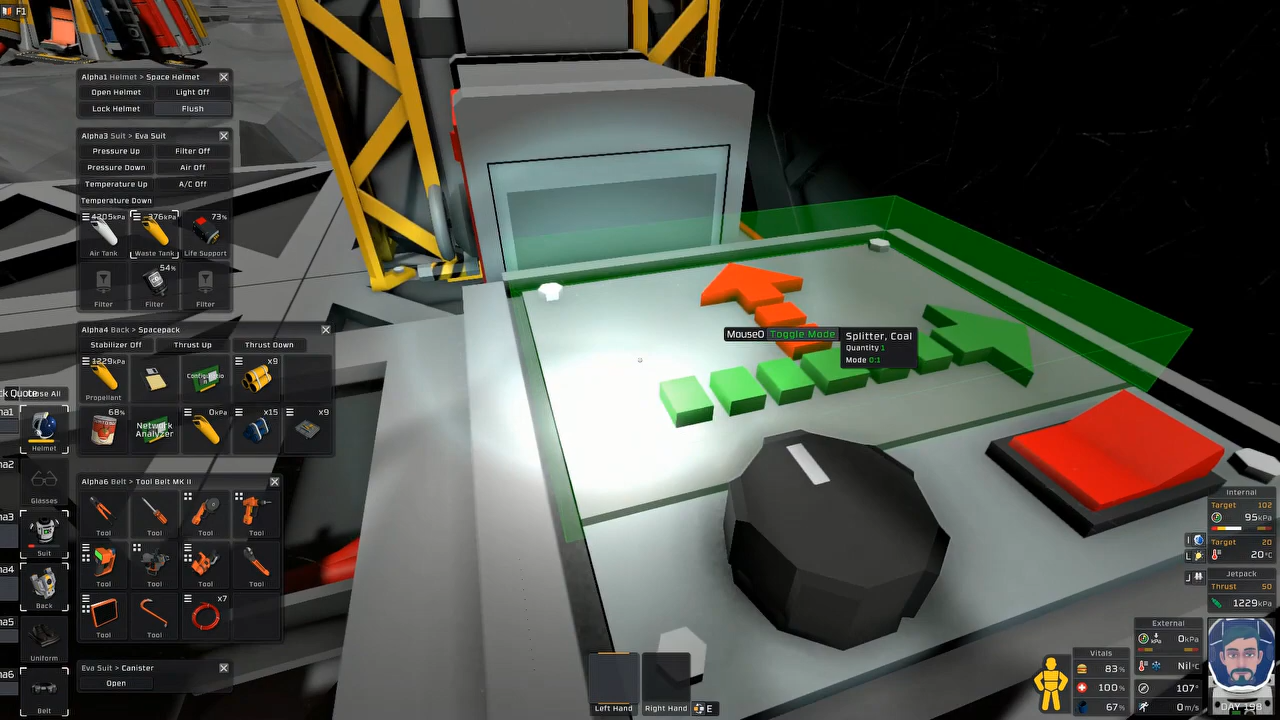 F1
Alpha1 Helmet > Space Helmet
Open Helmet
Light Off
Lock Helmet
Flush
Alpha3 Suit > Eva Suit
Pressure Up
Filter Off
Pressure Down
Air Off
Temperature Up
A/C Off
Temperature Down
4205kPa
376kPa
73%
Air Tank
Waste Tank
Life Support
54%
Filter
Filter
Filter
Alpha4 Back > Spacepack
Stabilizer Off
Thrust Up
Thrust Down
1229kPa
x9
Propellant
68%
Network
Analyzer
0kPa
x15
x9
Close All
Helmet
Glasses
Suit
Back
Uniform
Belt
Alpha6 Belt > Tool Belt MK II
Tool
Tool
Tool
Tool
Tool
Tool
Tool
Tool
Tool
Tool
x7
Eva Suit > Canister
Open
Mouse0 Toggle Mode
Splitter, Coal
Quantity 1
Mode 0:1
Left Hand
Right Hand
E
Internal
Target 102
95kPa
Target 20
20°C
Jetpack
Thrust 50
1229kPa
External
0kPa
Nil°C
107°
0m/s
Vitals
83%
100%
67%
DAY 198